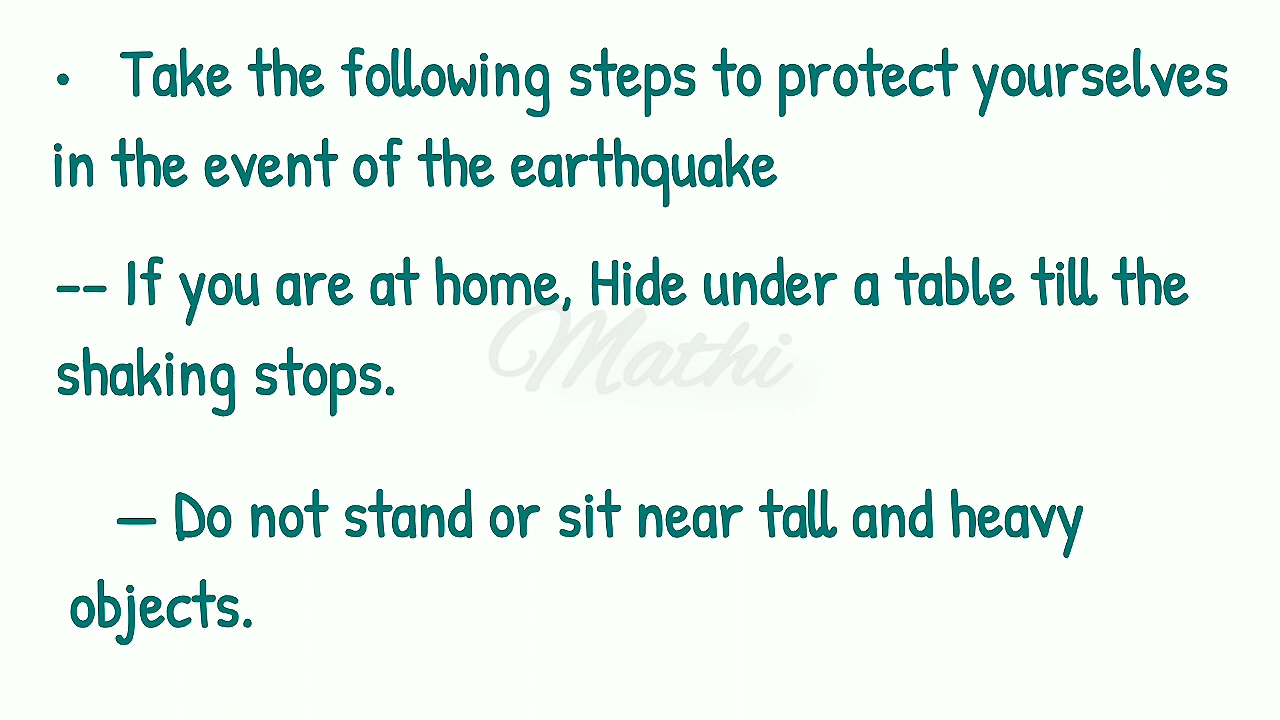 • Take the following steps to protect yourselves
in the event of the earthquake
-- If you are at home, Hide under a table till the
Mathi
shaking stops.
— Do not stand or sit near tall and heavy
objects.